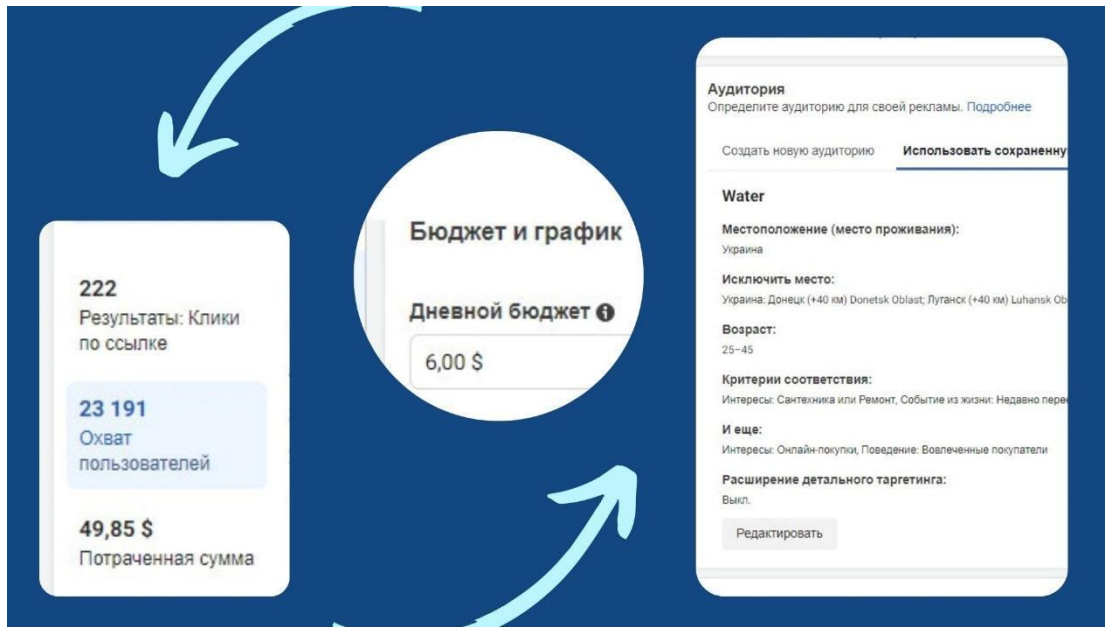 222
Результаты: Клики
по ссылке
23 191
Охват
пользователей
49,85 $
Потраченная сумма
Бюджет и график
Дневной бюджет
6,00 $
Аудитория
Определите аудиторию для своей рекламы. Подробнее
Создать новую аудиторию Использовать сохраненну
Water
Местоположение (место проживания):
Украина
Исключить место:
Украина: Донецк (+40 км) Donetsk Oblast; Луганск (+40 км) Luhansk Ob
Возраст:
25–45
Критерии соответствия:
Интересы: Сантехника или Ремонт, Событие из жизни: Недавно перее
И еще:
Интересы: Онлайн-покупки, Поведение: Вовлеченные покупатели
Расширение детального таргетинга:
Выкл.
Редактировать